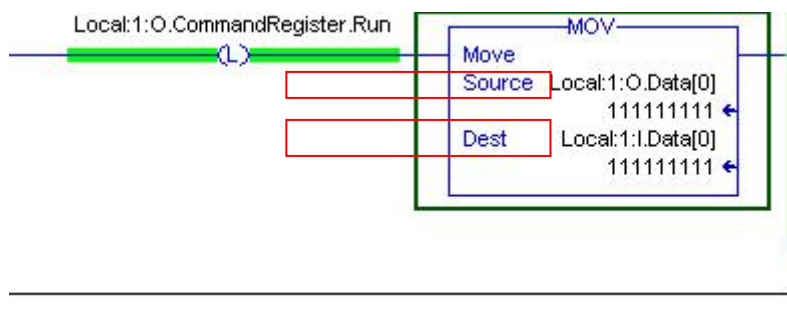 Local:1:O.CommandRegister.Run
(L)
MOV
Move
Source Local:1:O.Data[0]
111111111
Dest Local:1:I.Data[0]
111111111